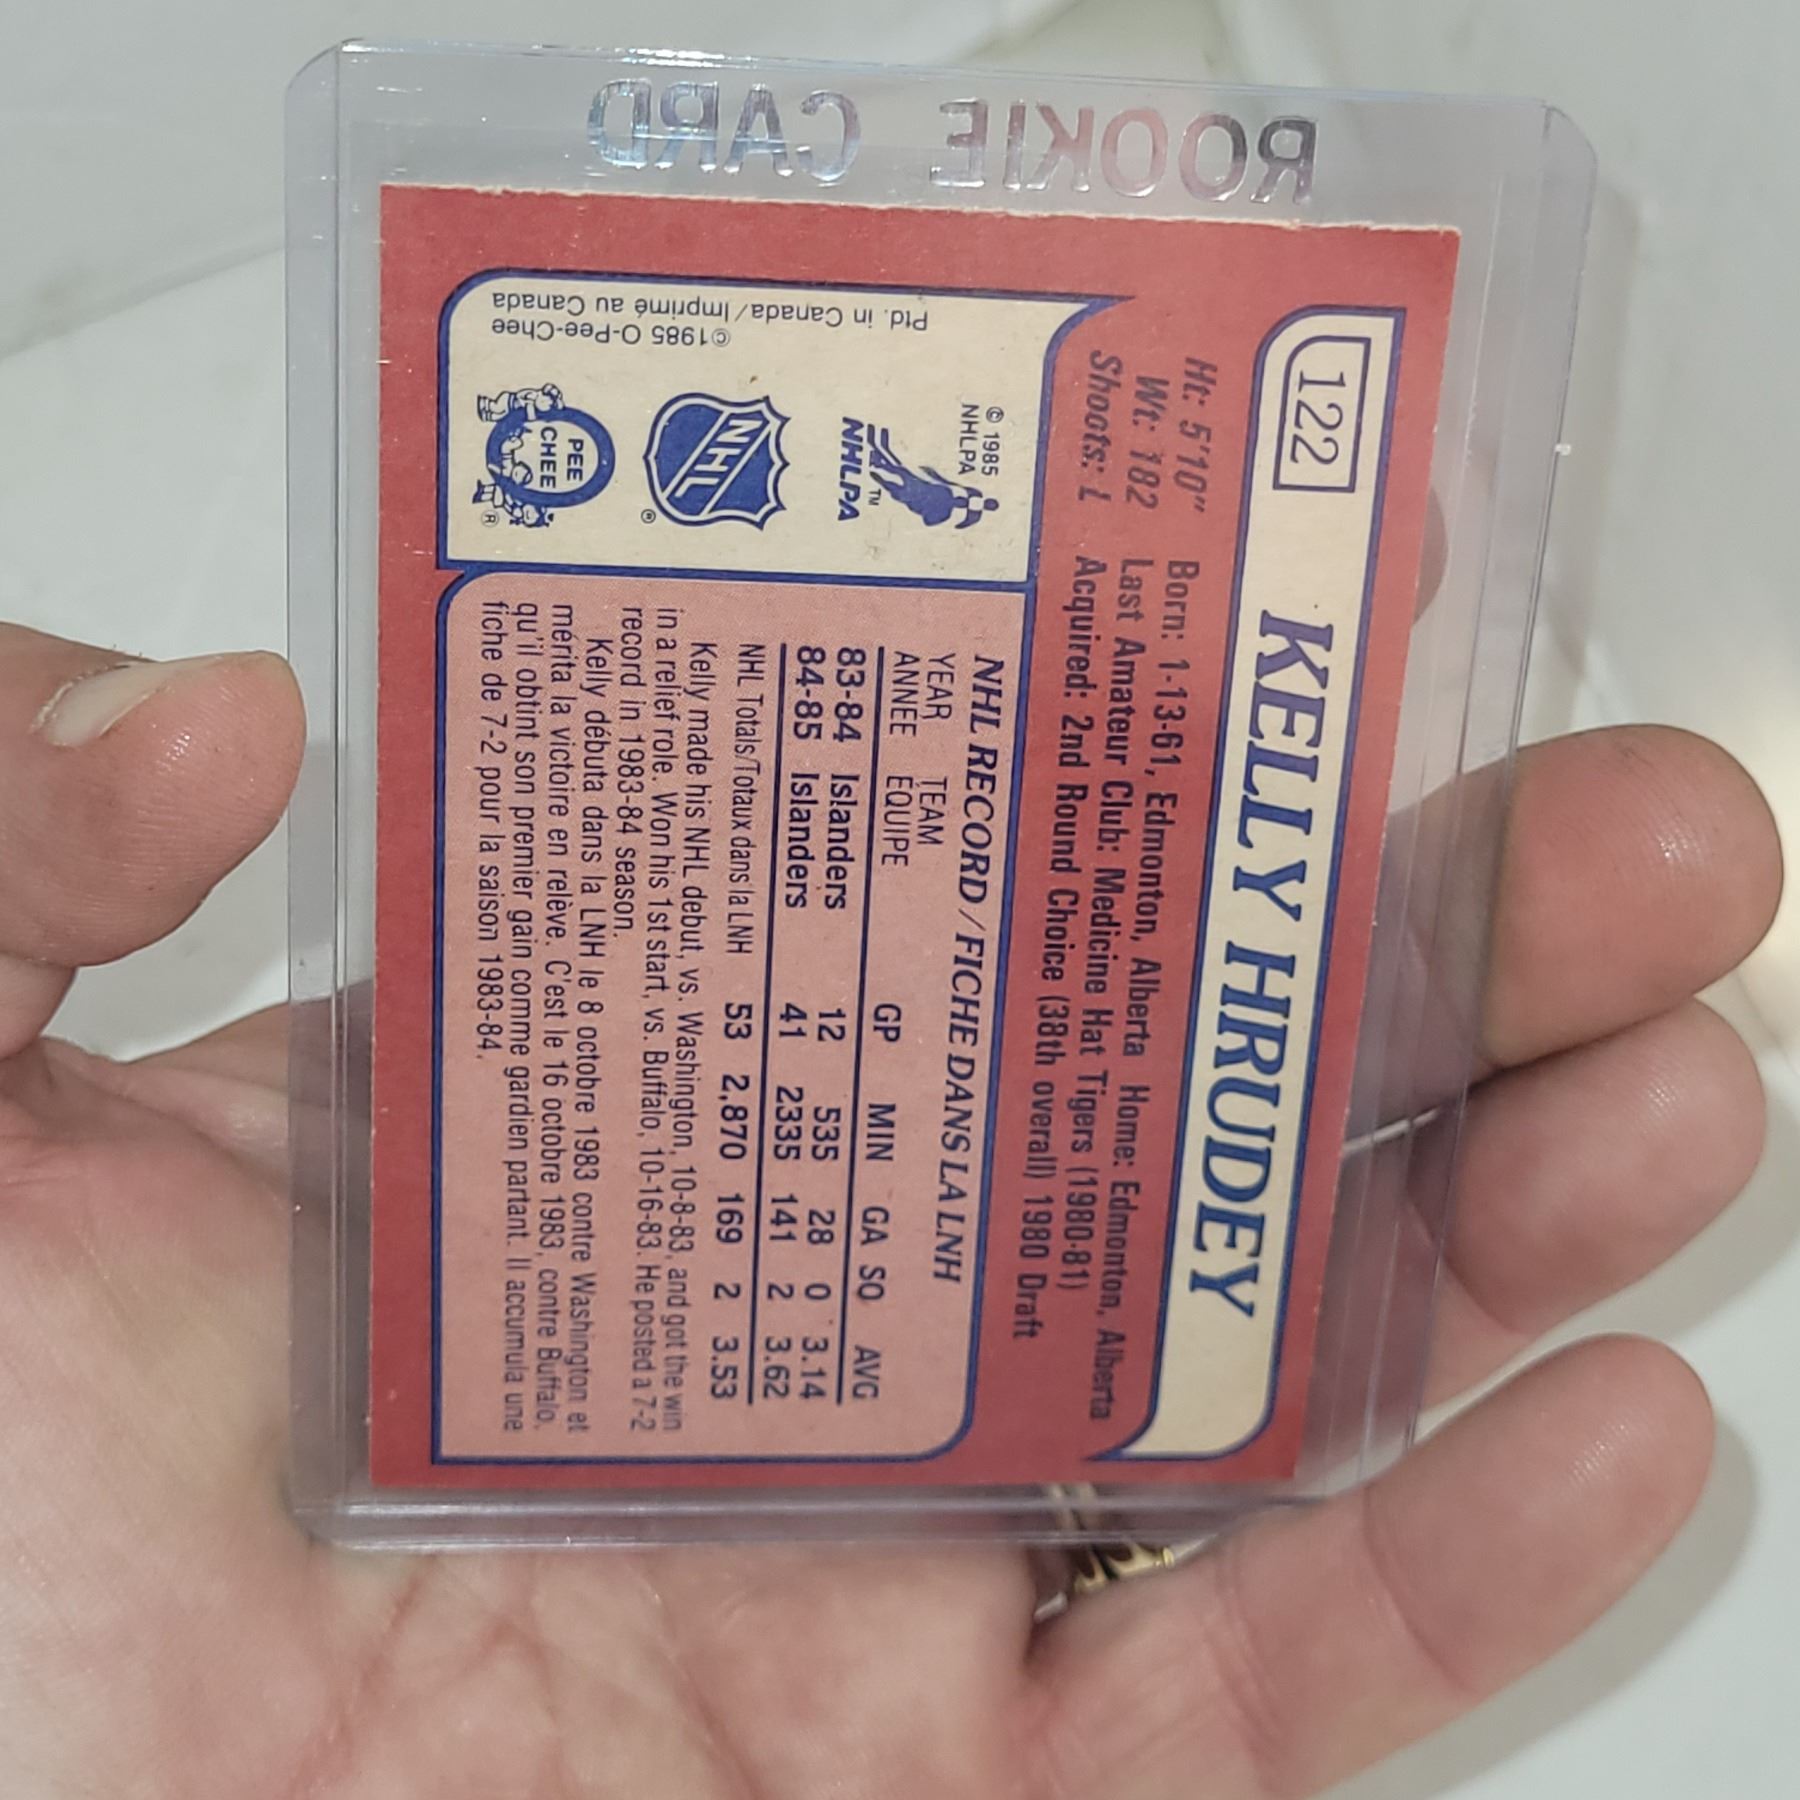 ROOKIE CARD
122
KELLY HRUDEY
Ht: 5'10" Born: 1-13-61, Edmonton, Alberta Home: Edmonton, Alberta
Wt: 182 Last Amateur Club: Medicine Hat Tigers (1980-81)
Shoots: L Acquired: 2nd Round Choice (38th overall) 1980 Draft
© 1985
NHLPA
NHLPA™
NHL®
PEE
CHEE
®
©1985 O-Pee-Chee
Ptd. in Canada/Imprimé au Canada
NHL RECORD/FICHE DANS LA LNH
YEAR TEAM
ANNÉE ÉQUIPE GP MIN GA SO AVG
83-84 Islanders 12 535 28 0 3.14
84-85 Islanders 41 2335 141 2 3.62
NHL Totals/Totaux dans la LNH 53 2,870 169 2 3.53
Kelly made his NHL debut, vs. Washington, 10-8-83, and got the win
in a relief role. Won his 1st start, vs. Buffalo, 10-16-83. He posted a 7-2
record in 1983-84 season.
Kelly débuta dans la LNH le 8 octobre 1983 contre Washington et
mérita la victoire en relève. C'est le 16 octobre 1983, contre Buffalo,
qu'il obtint son premier gain comme garden partant. Il accumula une
fiche de 7-2 pour la saison 1983-84.